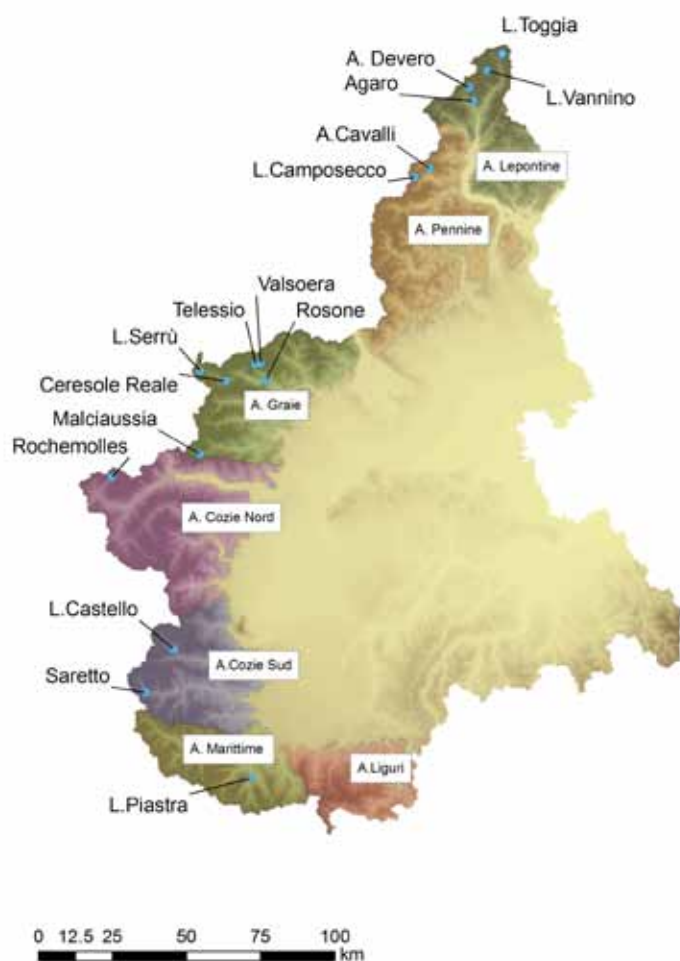 L.Toggia
A. Devero
Agaro
L.Vannino
A.Cavalli
L.Camposecco
A. Lepontine
A. Pennine
Valsoera
Telessio
Rosone
L.Serrù
Ceresole Reale
A. Graie
Malciaussia
Rochemolles
A. Cozie Nord
L.Castello
A.Cozie Sud
Saretto
A. Marittime
A.Liguri
L.Piastra
0 12.5 25 50 75 100
km